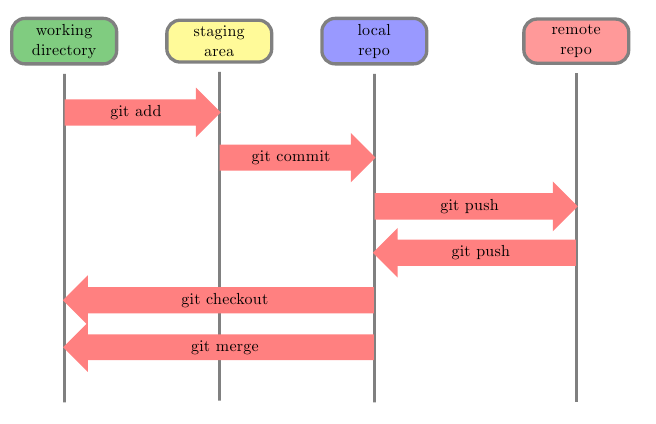 working
directory
staging
area
local
repo
remote
repo
git add
git commit
git push
git push
git checkout
git merge